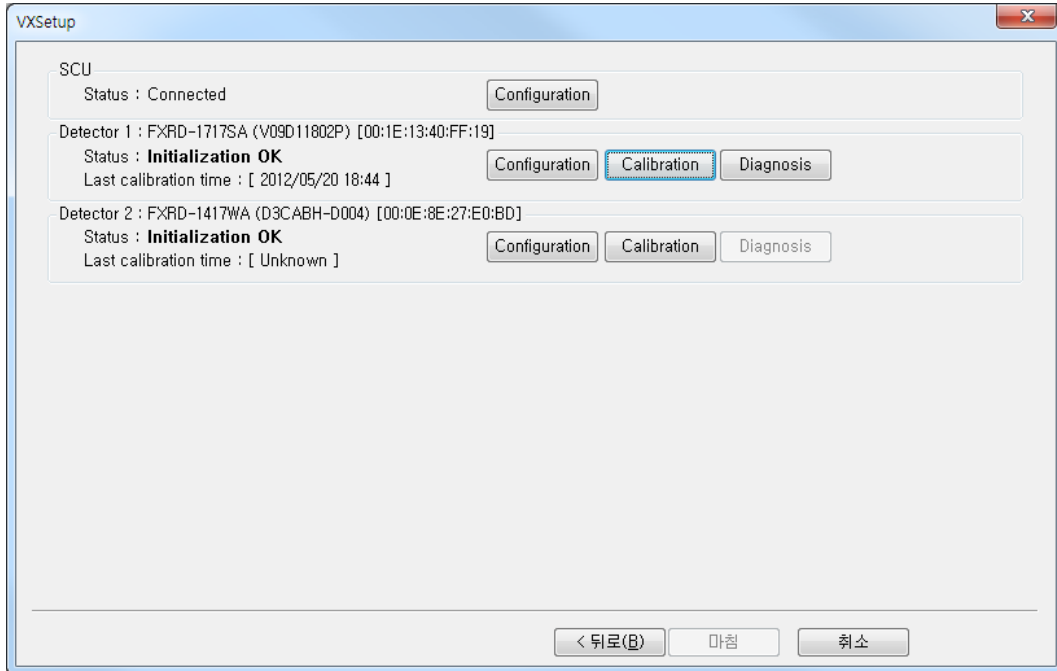 VXSetup
SCU
Status : Connected
Configuration
Detector 1 : FXRD-1717SA (V09D11802P) [00:1E:13:40:FF:19]
Status : Initialization OK
Last calibration time : [ 2012/05/20 18:44 ]
Configuration Calibration Diagnosis
Detector 2 : FXRD-1417WA (D3CABH-D004) [00:0E:8E:27:E0:BD]
Status : Initialization OK
Last calibration time : [ Unknown ]
Configuration Calibration Diagnosis
< 뒤로(B) 마침 취소